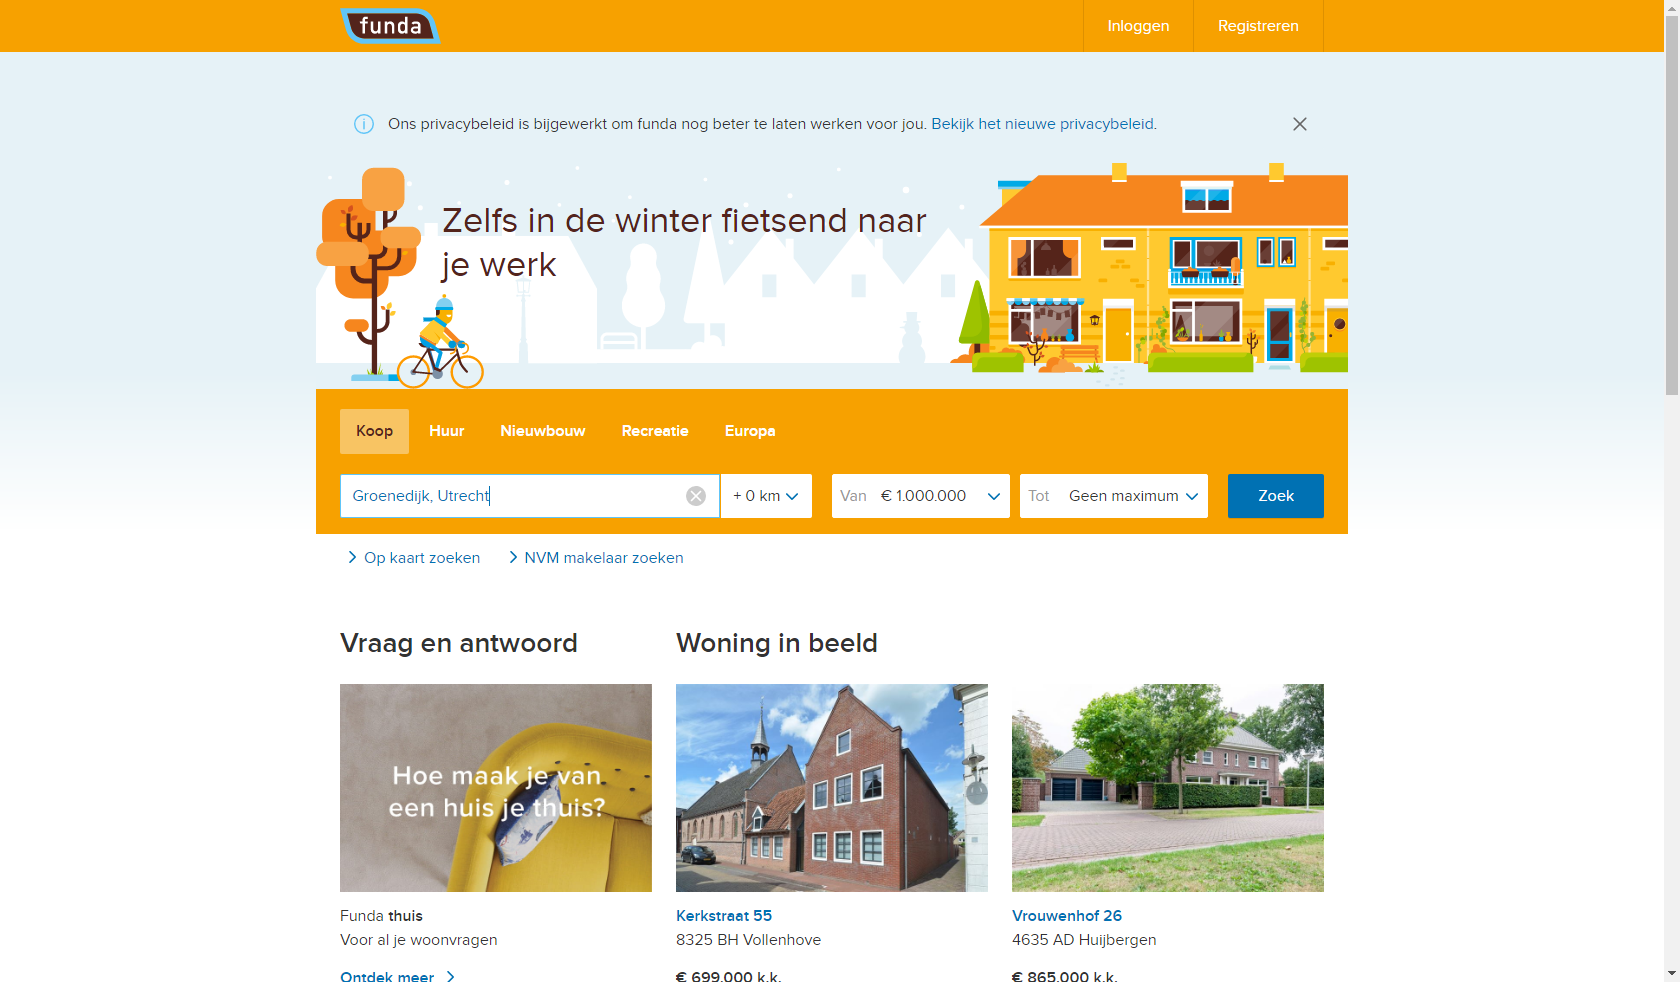 funda
Inloggen
Registreren
Ons privacybeleid is bijgewerkt om funda nog beter te laten werken voor jou. Bekijk het nieuwe privacybeleid.
Zelfs in de winter fietsend naar
je werk
Koop
Huur
Nieuwbouw
Recreatie
Europa
Groenedijk, Utrecht
+ 0 km
Van € 1.000.000
Tot Geen maximum
Zoek
Op kaart zoeken
NVM makelaar zoeken
Vraag en antwoord
Woning in beeld
Hoe maak je van
een huis je thuis?
Funda thuis
Voor al je woonvragen
Ontdek meer
Kerkstraat 55
8325 BH Vollenhove
€ 699.000 k.k.
Vrouwenhof 26
4635 AD Huijbergen
€ 865.000 k.k.